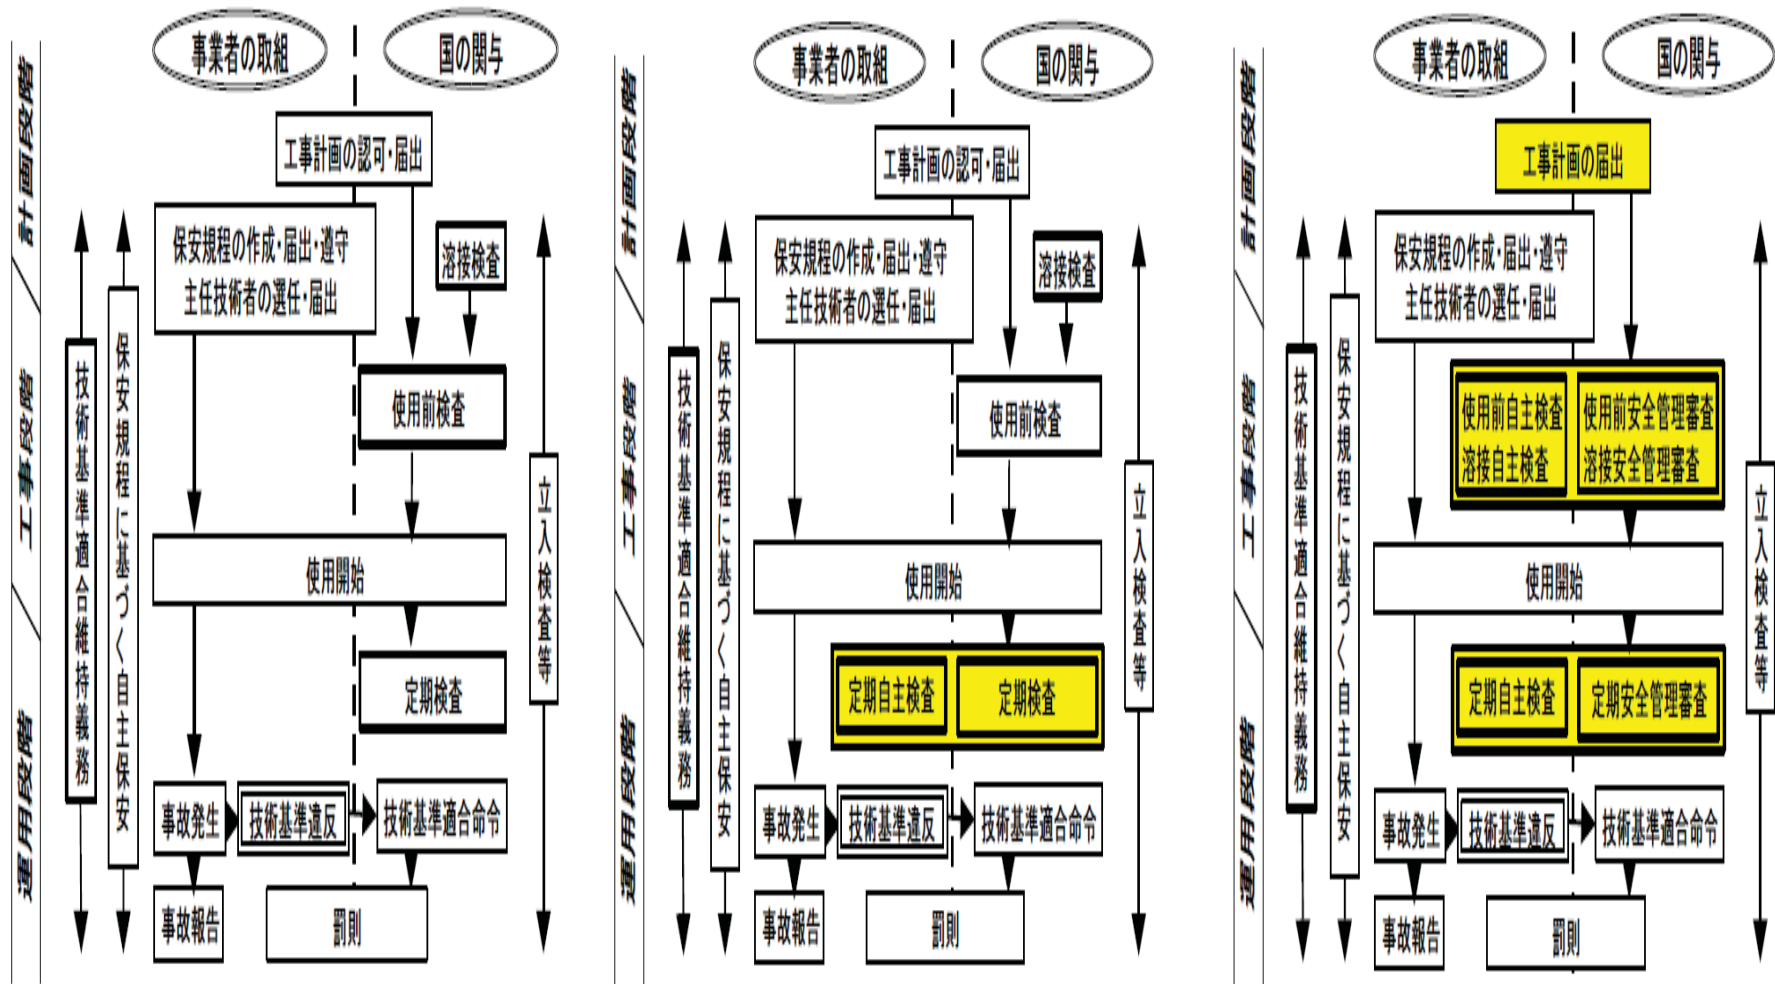 事業者の取組
国の関与
計画段階
工事計画の認可・届出
保安規程の作成・届出・遵守
主任技術者の選任・届出
溶接検査
工事段階
技術基準適合維持義務
保安規程に基づく自主保安
使用前検査
立入検査等
使用開始
運用段階
定期検査
事故発生
技術基準違反
技術基準適合命令
事故報告
罰則
事業者の取組
国の関与
計画段階
工事計画の認可・届出
保安規程の作成・届出・遵守
主任技術者の選任・届出
溶接検査
工事段階
技術基準適合維持義務
保安規程に基づく自主保安
使用前検査
立入検査等
使用開始
運用段階
定期自主検査
定期検査
事故発生
技術基準違反
技術基準適合命令
事故報告
罰則
事業者の取組
国の関与
計画段階
工事計画の届出
保安規程の作成・届出・遵守
主任技術者の選任・届出
工事段階
技術基準適合維持義務
保安規程に基づく自主保安
使用前自主検査
溶接自主検査
使用前安全管理審査
溶接安全管理審査
立入検査等
使用開始
運用段階
定期自主検査
定期安全管理審査
事故発生
技術基準違反
技術基準適合命令
事故報告
罰則